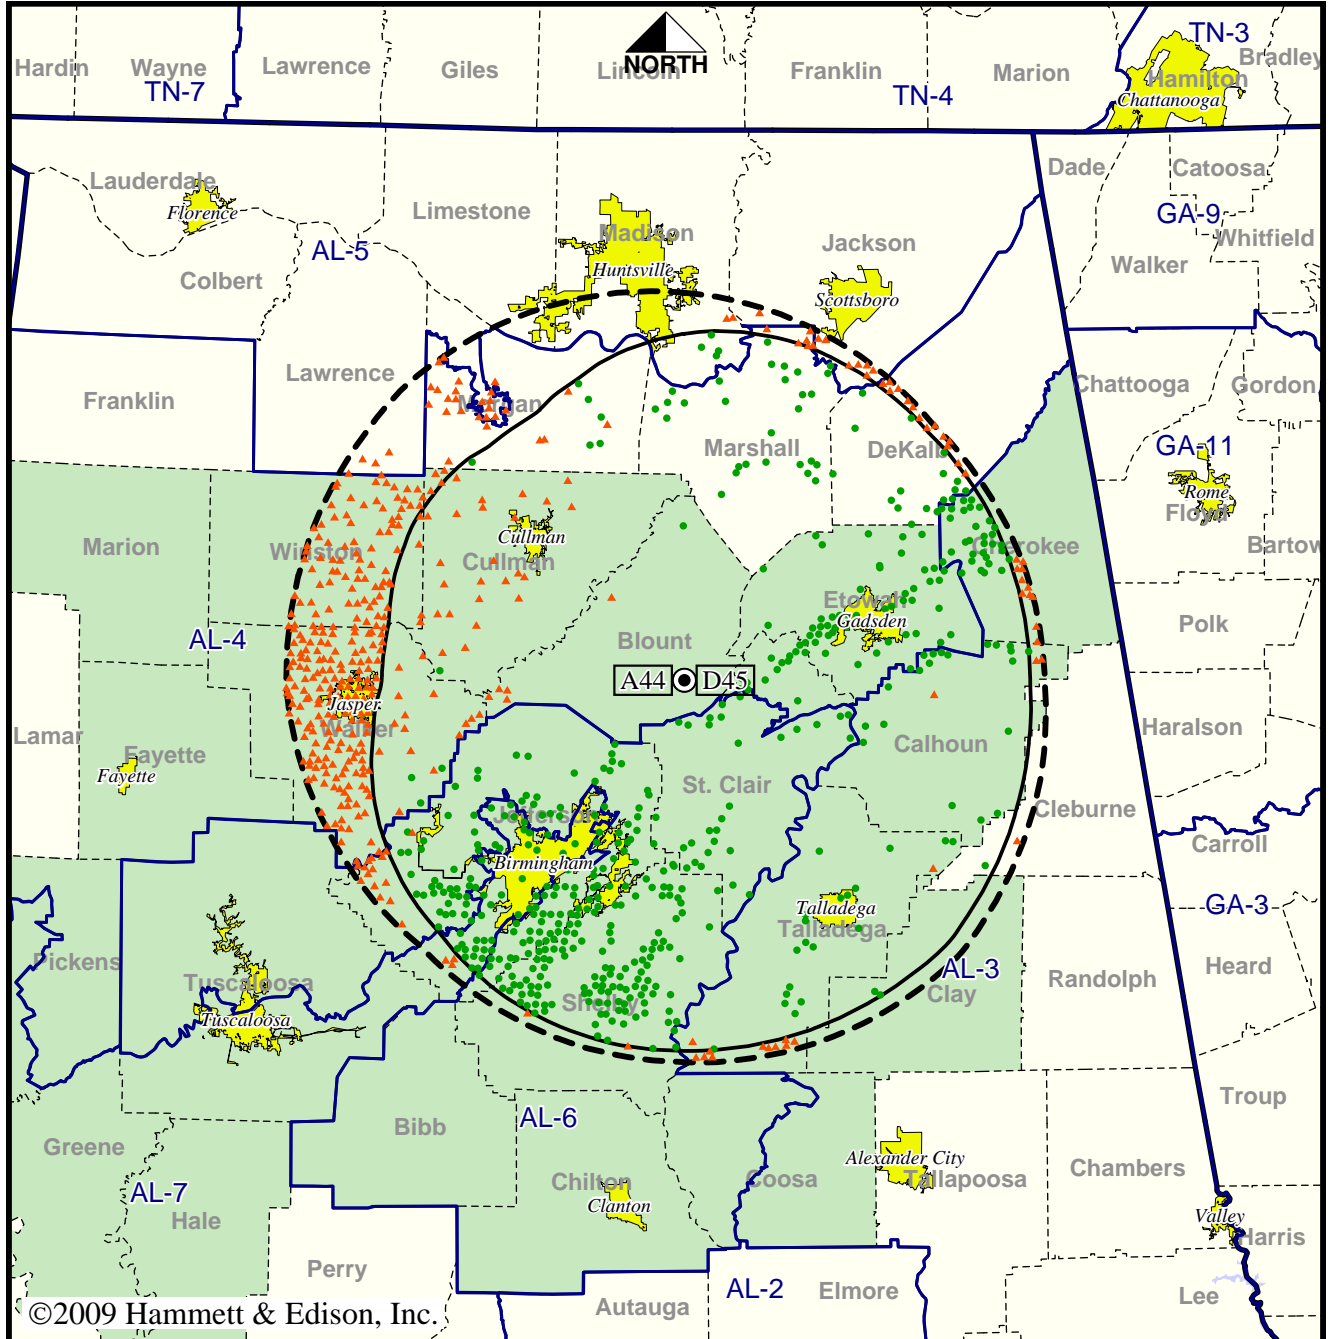 TN-3
Hardin
Wayne
Lawrence
Giles
Lincoln
NORTH
Franklin
Marion
Hamilton
Bradley
TN-7
TN-4
Chattanooga
Lauderdale
Florence
Limestone
Madison
Jackson
Dade
Catoosa
GA-9
Whitfield
Walker
AL-5
Colbert
Huntsville
Scottsboro
Lawrence
Franklin
Morgan
Marshall
DeKalb
Chattooga
Gordon
GA-11
Rome
Floyd
Bartow
Marion
Winston
Cullman
Cullman
Cherokee
Etowah
Gadsden
Polk
AL-4
Blount
A44
D45
Jasper
Walker
Lamar
Fayette
Fayette
Calhoun
Haralson
St. Clair
Jefferson
Cleburne
Birmingham
Carroll
Talladega
Talladega
GA-3
Pickens
Tuscaloosa
Tuscaloosa
Shelby
AL-3
Clay
Randolph
Heard
Troup
Greene
Bibb
AL-6
Alexander City
Tallapoosa
Chambers
AL-7
Hale
Chilton
Clanton
Coosa
Valley
Harris
Perry
AL-2
Elmore
Lee
Autauga
©2009 Hammett & Edison, Inc.